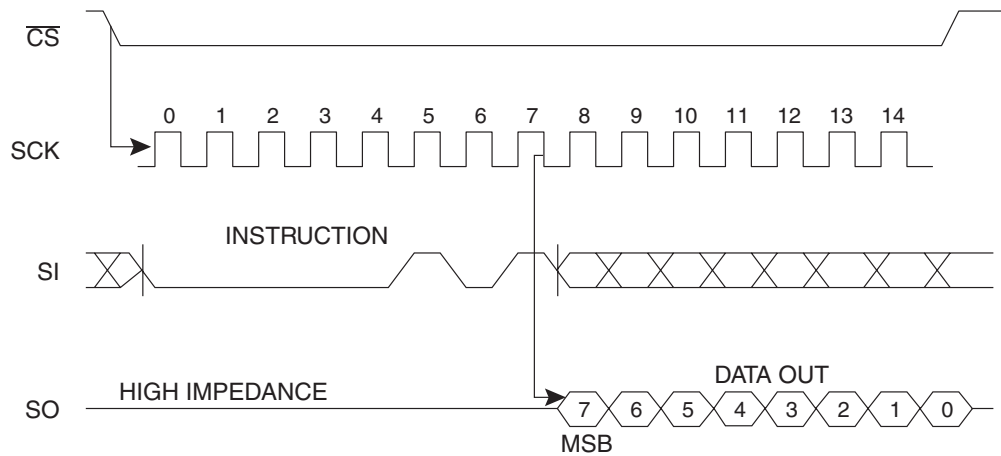 CS
0 1 2 3 4 5 6 7 8 9 10 11 12 13 14
SCK
INSTRUCTION
SI
HIGH IMPEDANCE
DATA OUT
SO
7 6 5 4 3 2 1 0
MSB